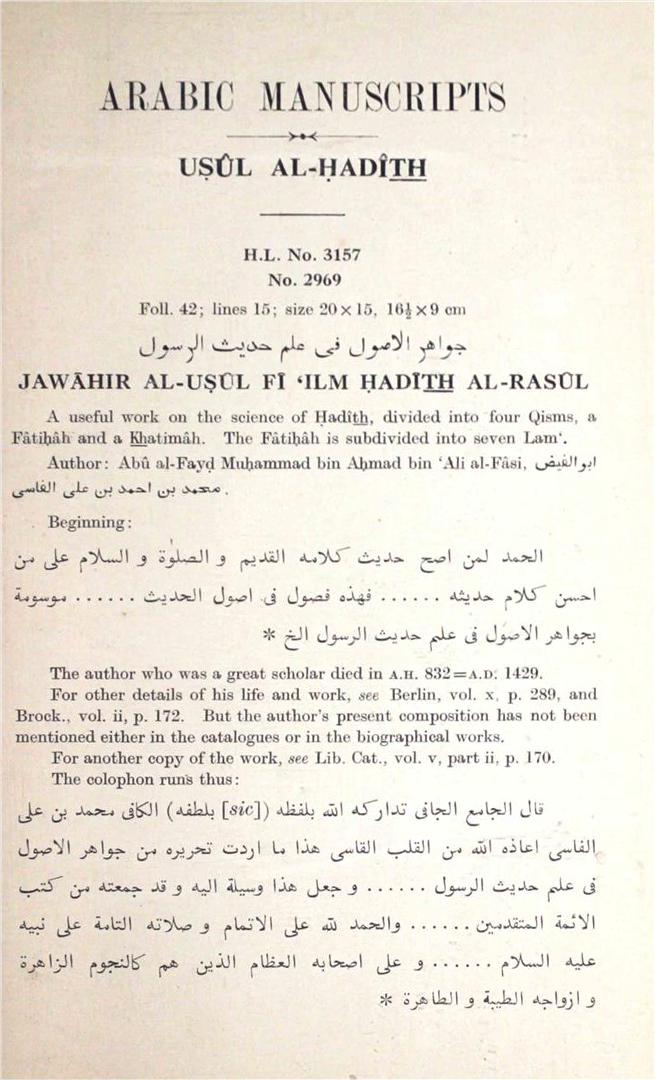 ARABIC MANUSCRIPTS
UṢÛL AL-ḤADÎTH
H.L. No. 3157
No. 2969
Foll. 42; lines 15; size 20×15, 16½×9 cm
جواهر الاصول فى علم حديث الرسول
JAWĀHIR AL-UṢŪL FÎ ‘ILM ḤADÎTH AL-RASÛL
A useful work on the science of Ḥadîth, divided into four Qisms, a
Fâtiḥâh and a Khatimâh. The Fâtiḥâh is subdivided into seven Lam‘.
Author: Abû al-Fayḍ Muḥammad bin Aḥmad bin ‘Ali al-Fâsi, ابو الفيض
محمد بن احمد بن على الفاسى .
Beginning:
الحمد لمن اصح حديث كلامه القديم و الصلوٰة و السلام على من
احسن كلام حديثه ...... فهذه فصول فى اصول الحديث ...... موسومة
بجواهر الاصول فى علم حديث الرسول الخ *
The author who was a great scholar died in A.H. 832=A.D. 1429.
For other details of his life and work, see Berlin, vol. x, p. 289, and
Brock., vol. ii, p. 172. But the author's present composition has not been
mentioned either in the catalogues or in the biographical works.
For another copy of the work, see Lib. Cat., vol. v, part ii, p. 170.
The colophon runs thus:
قال الجامع الجافى تداركه الله بلفظه ([sic] بلطفه) الكافى محمد بن على
الفاسى اعاذه الله من القلب القاسى هذا ما اردت تحريره من جواهر الاصول
فى علم حديث الرسول ...... و جعل هذا وسيلة اليه و قد جمعته من كتب
الائمة المتقدمين ...... والحمد لله على الاتمام و صلاته التامة على نبيه
عليه السلام ...... و على اصحابه العظام الذين هم كالنجوم الزاهرة
و ازواجه الطيبة و الطاهرة *